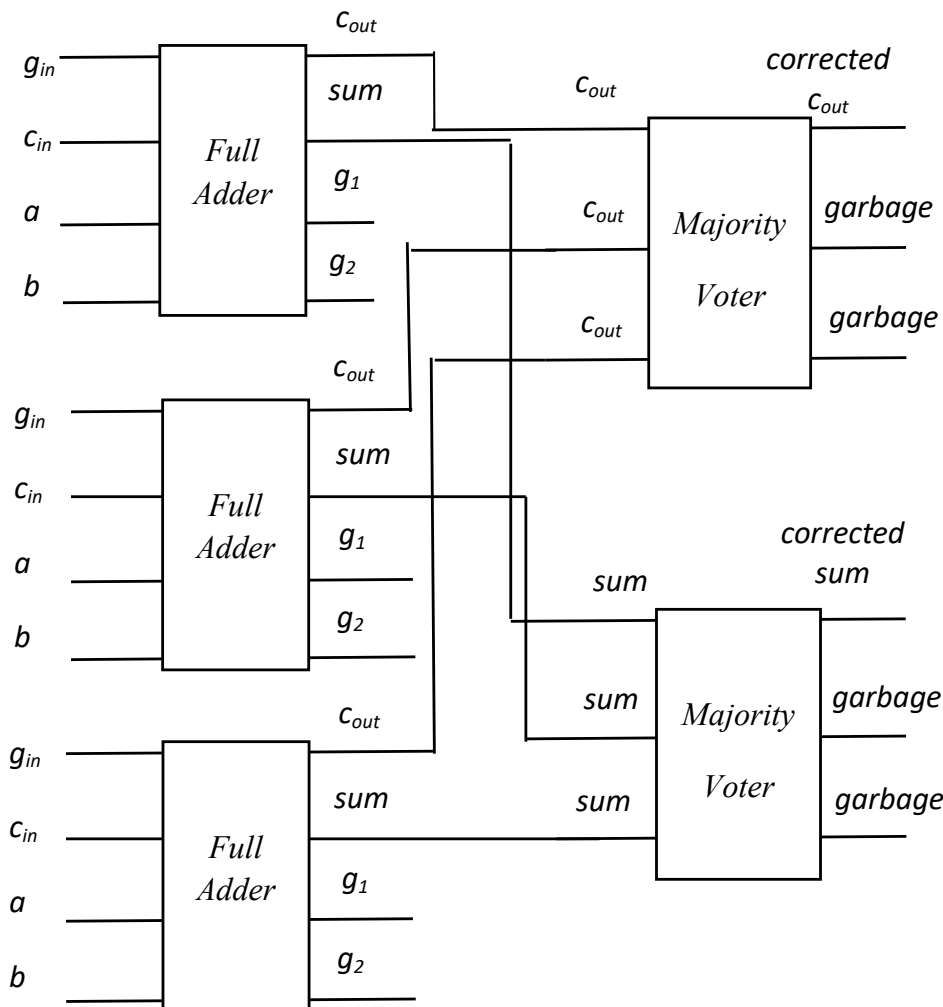 c_out
g_in
sum
corrected
c_out
c_out
c_in
Full
Adder
g_1
a
c_out
Majority
Voter
garbage
g_2
b
c_out
garbage
c_out
g_in
sum
c_in
Full
Adder
g_1
corrected
sum
a
sum
g_2
b
sum
Majority
Voter
garbage
c_out
g_in
sum
sum
garbage
c_in
Full
Adder
g_1
a
g_2
b